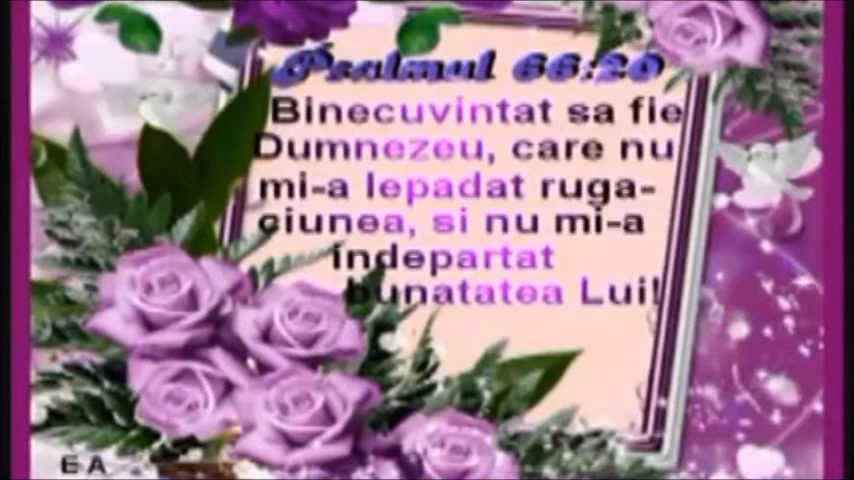 Psalmul 66:20
Binecuvintat sa fie
Dumnezeu, care nu
mi-a lepadat ruga-
ciunea, si nu mi-a
indepartat
bunatatea Lui!
E A